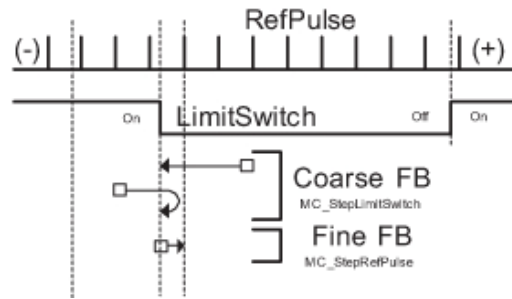 RefPulse
(-) (+)
On LimitSwitch Off On
Coarse FB
MC_StepLimitSwitch
Fine FB
MC_StepRefPulse